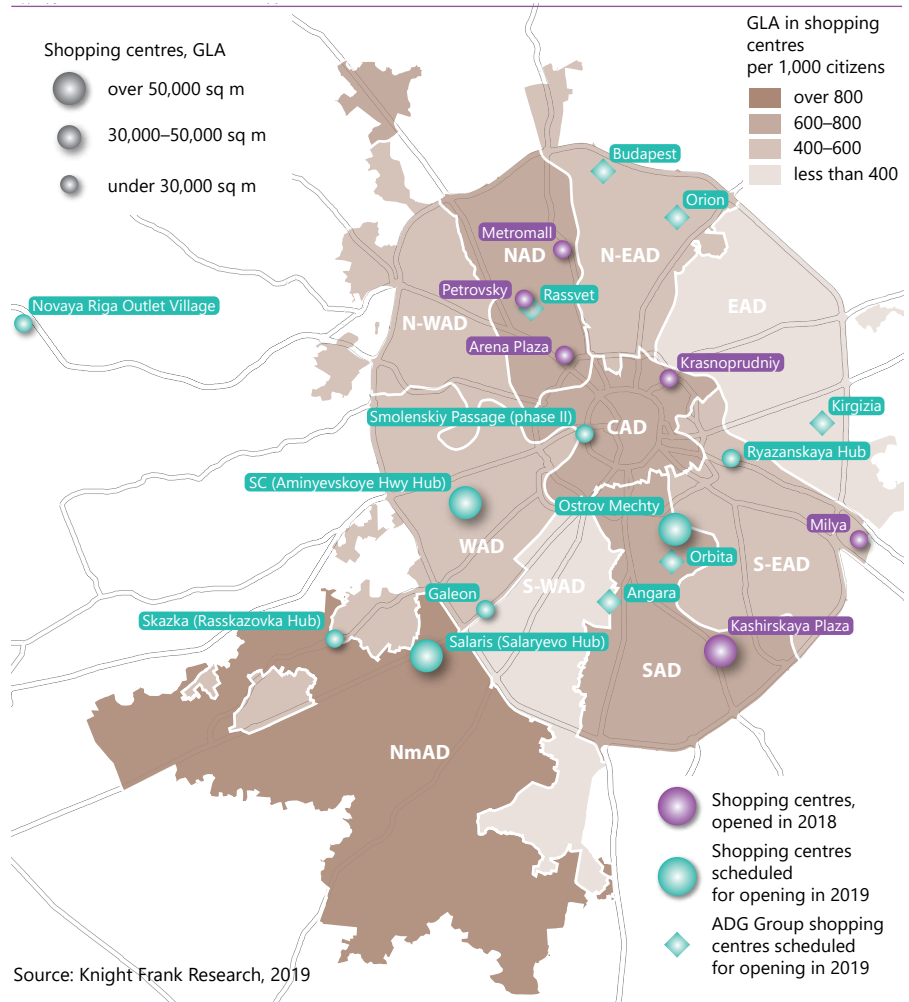 Shopping centres, GLA
over 50,000 sq m
30,000–50,000 sq m
under 30,000 sq m
GLA in shopping
centres
per 1,000 citizens
over 800
600–800
400–600
less than 400
Budapest
Orion
Metromall
NAD
N-EAD
Petrovsky
Rassvet
EAD
Novaya Riga Outlet Village
N-WAD
Arena Plaza
Krasnoprudniy
Kirgizia
Smolenskiy Passage (phase II)
CAD
Ryazanskaya Hub
SC (Aminyevskoye Hwy Hub)
Ostrov Mechty
Milya
WAD
Orbita
S-EAD
S-WAD
Galeon
Angara
Skazka (Rasskazovka Hub)
Kashirskaya Plaza
Salaris (Salaryevo Hub)
SAD
NmAD
Shopping centres,
opened in 2018
Shopping centres
scheduled
for opening in 2019
ADG Group shopping
centres scheduled
for opening in 2019
Source: Knight Frank Research, 2019